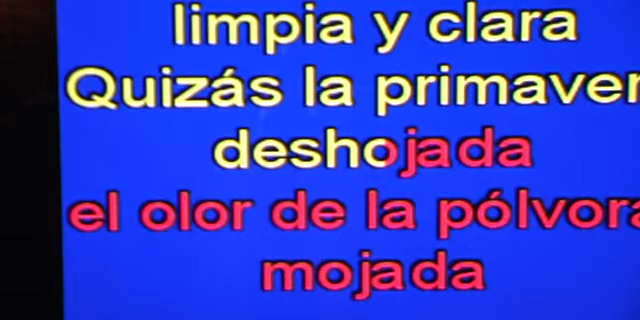 limpia y clara
Quizás la primaver
deshojada
el olor de la pólvora
mojada